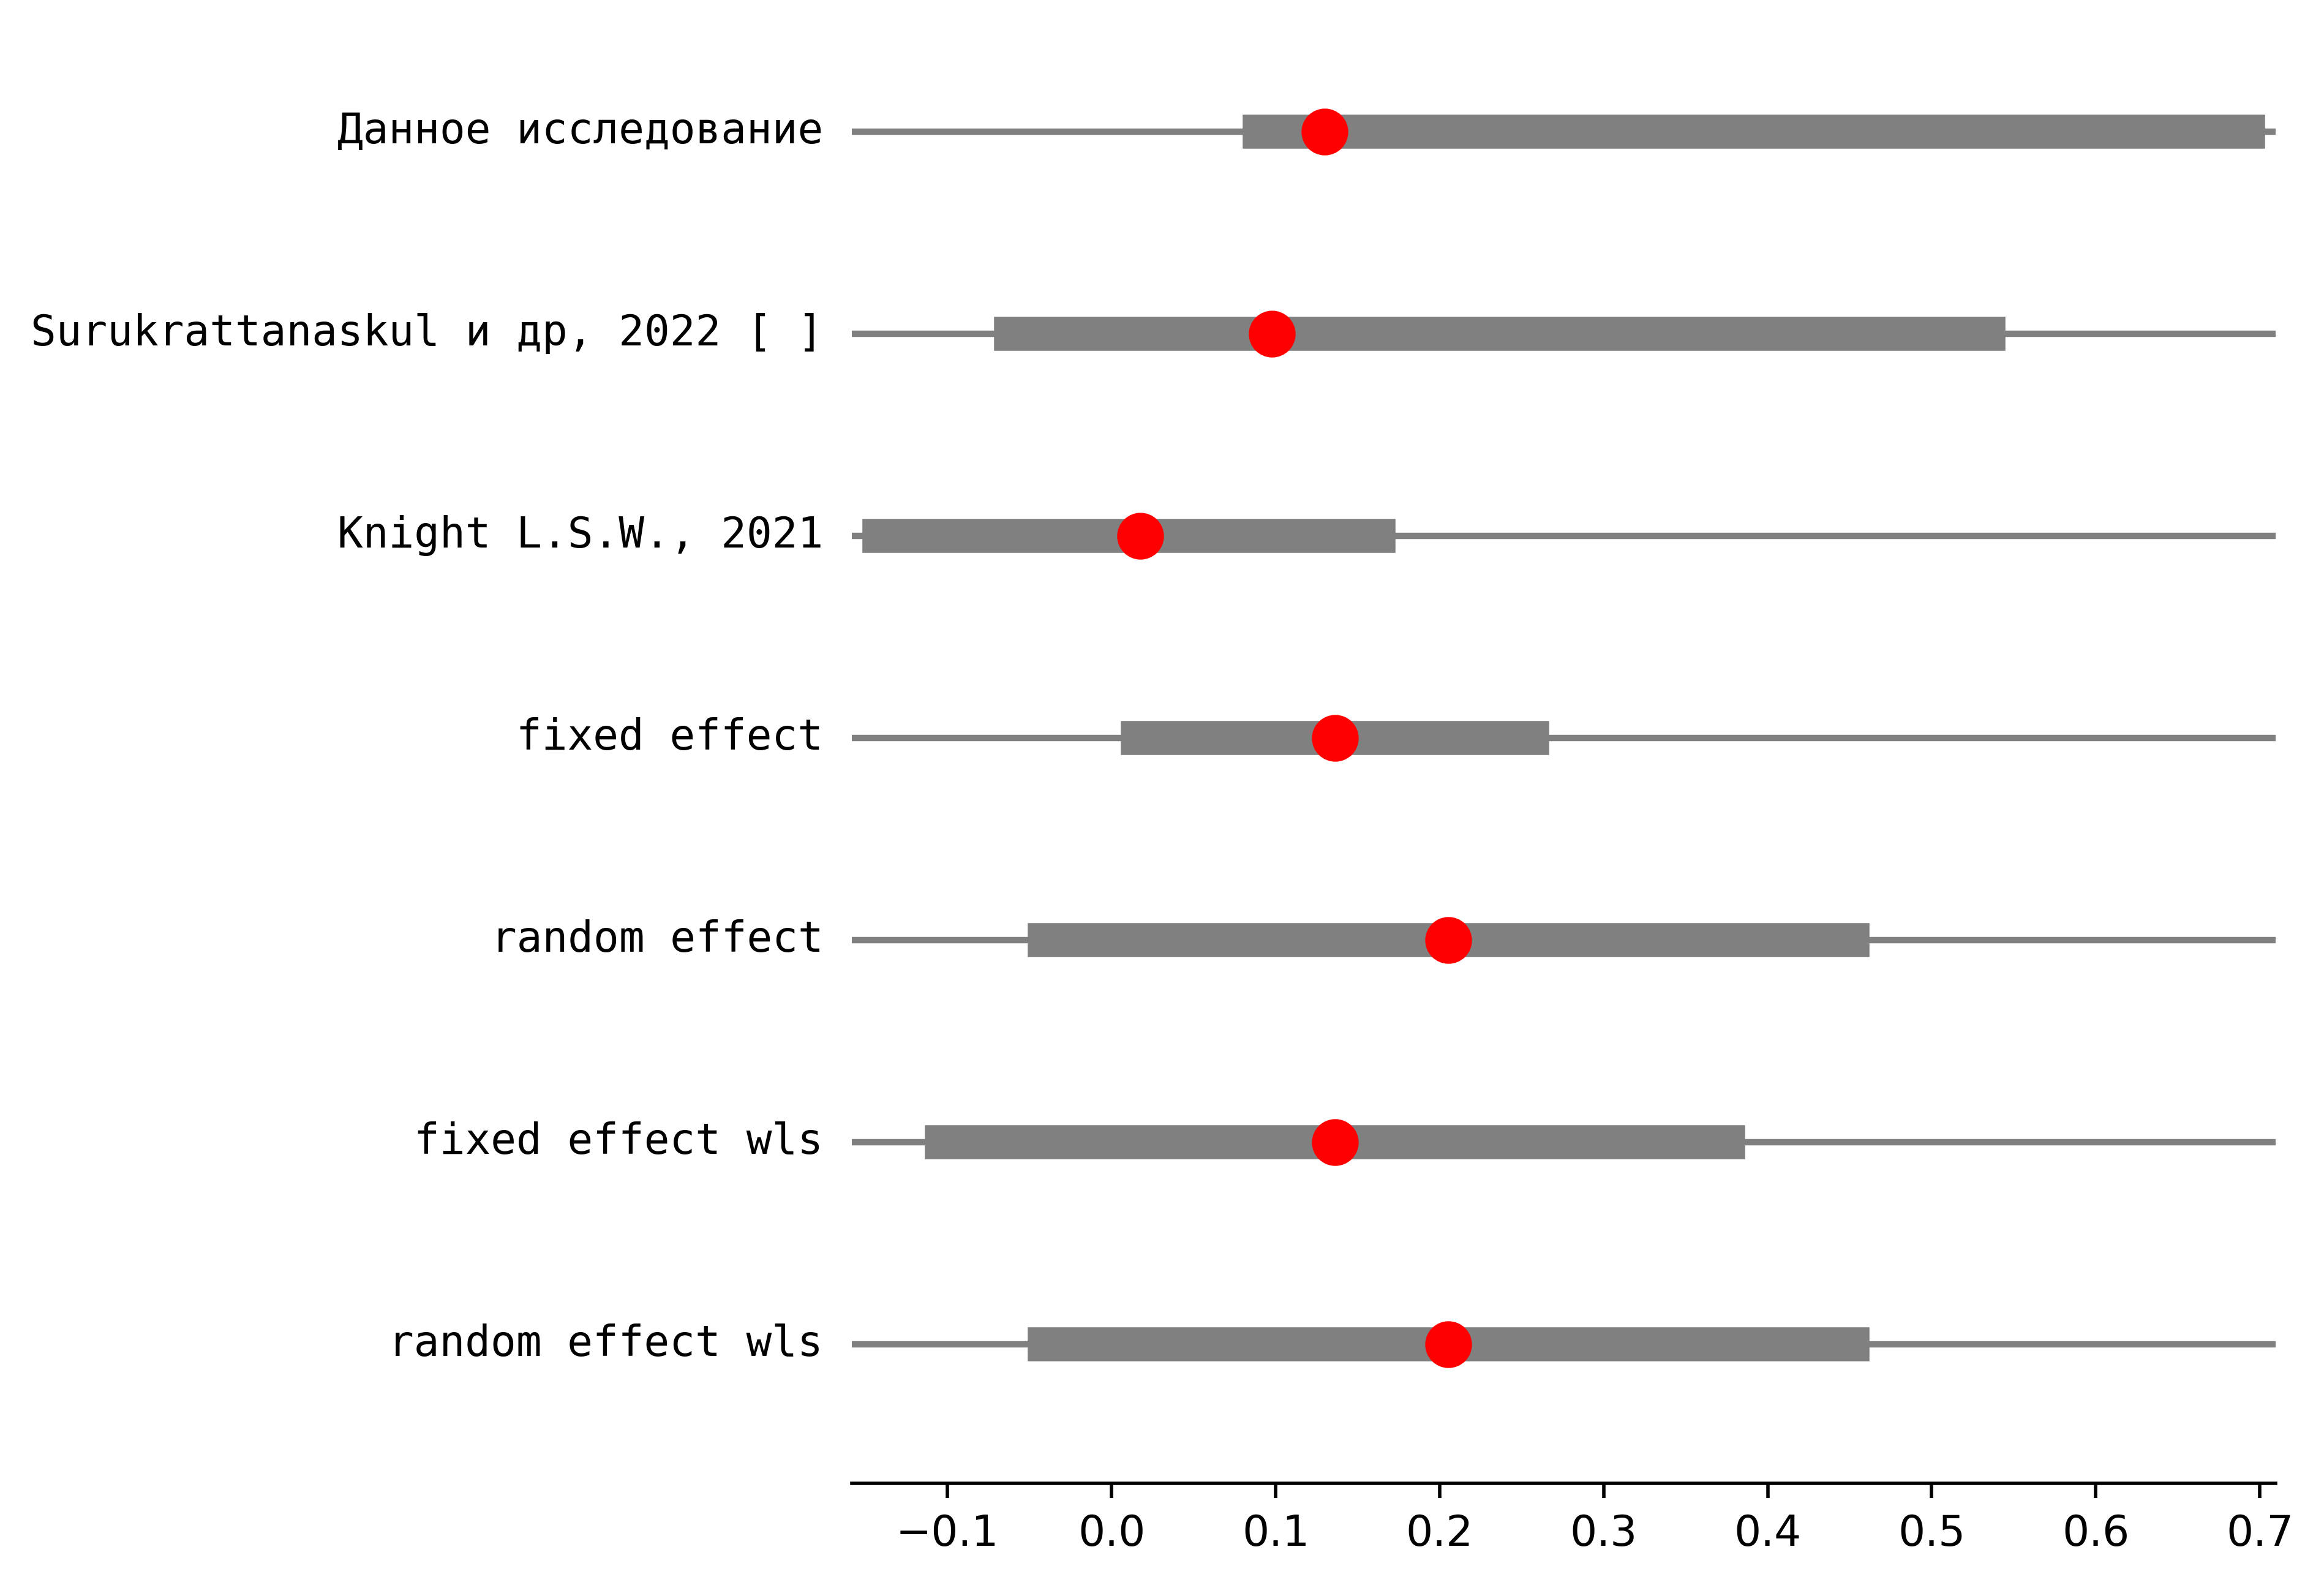 Данное исследование
Surukrattanaskul и др, 2022 [ ]
Knight L.S.W., 2021
fixed effect
random effect
fixed effect wls
random effect wls
−0.1 0.0 0.1 0.2 0.3 0.4 0.5 0.6 0.7